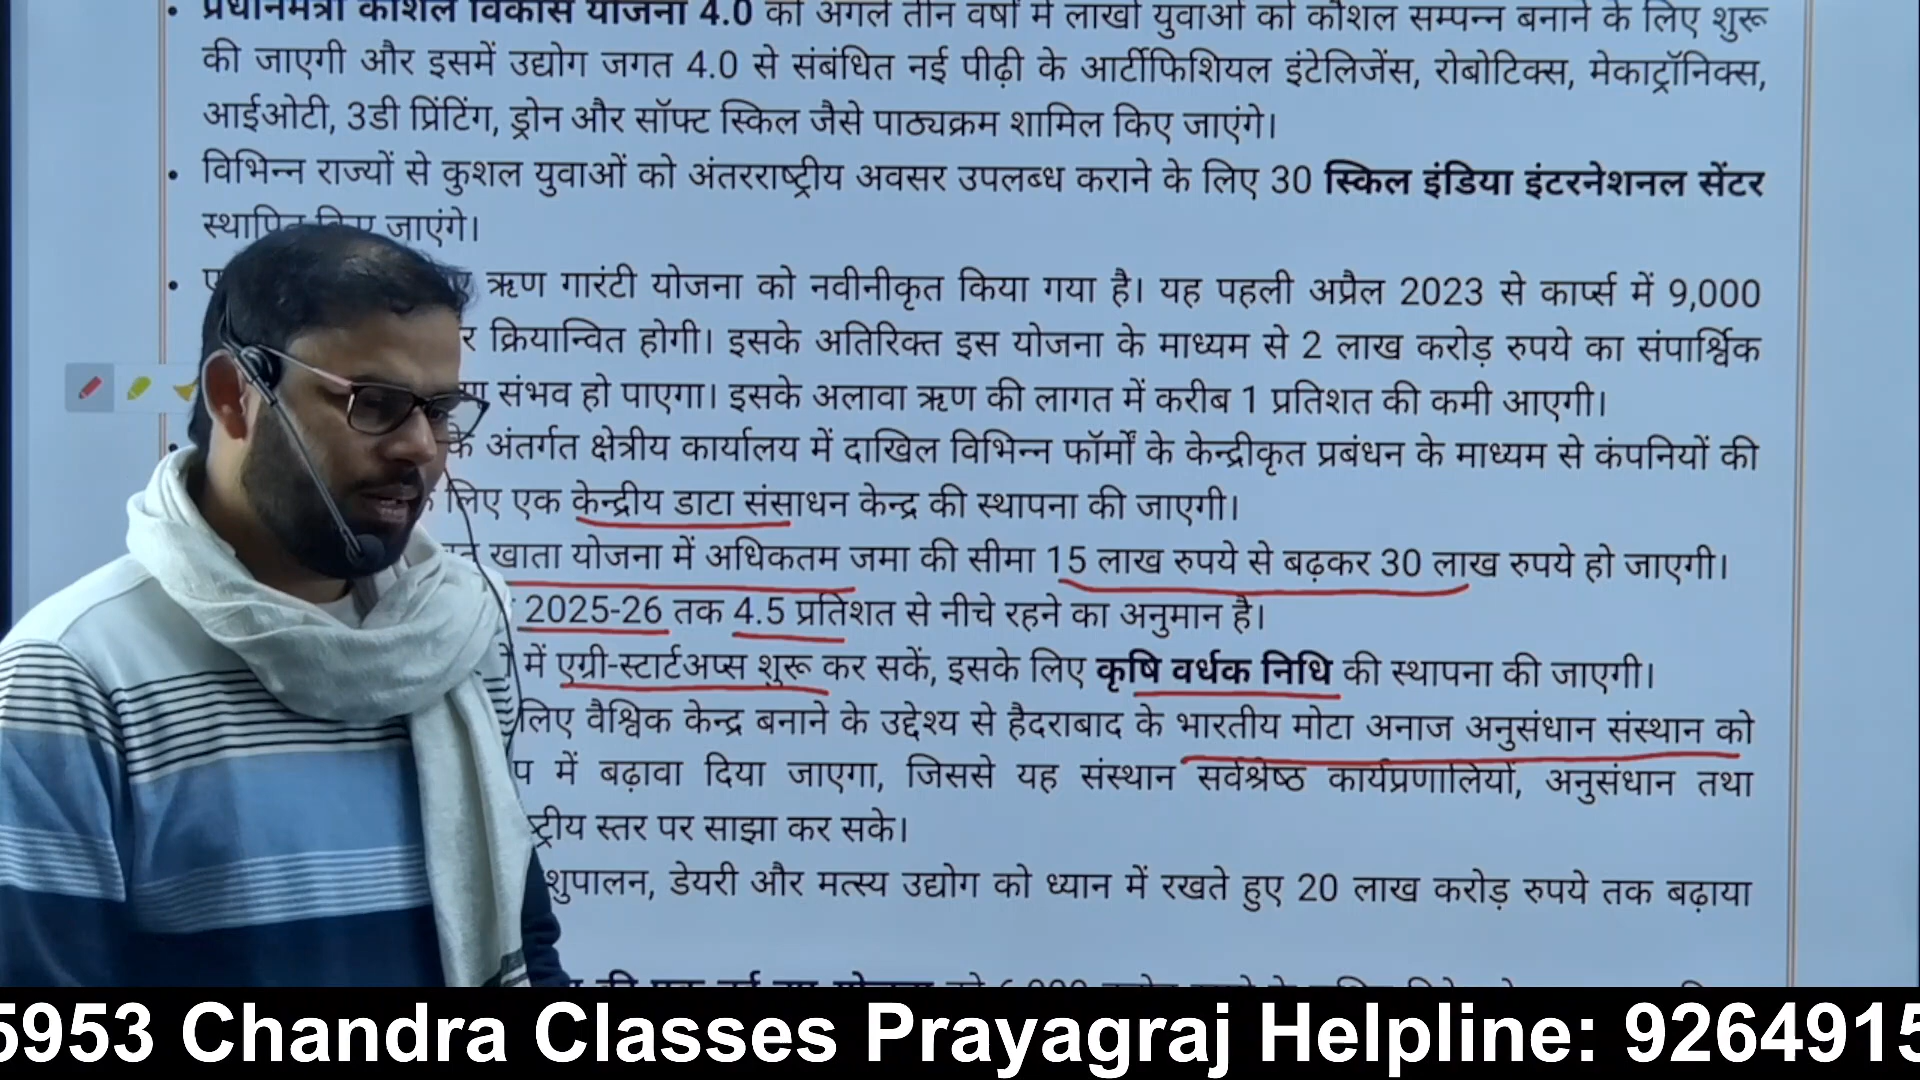 प्रधानमंत्री कौशल विकास योजना 4.0 को अगले तीन वर्षों में लाखों युवाओं को कौशल सम्पन्न बनाने के लिए शुरू
की जाएगी और इसमें उद्योग जगत 4.0 से संबंधित नई पीढ़ी के आर्टीफिशियल इंटेलिजेंस, रोबोटिक्स, मेकाट्रॉनिक्स,
आईओटी, 3डी प्रिंटिंग, ड्रोन और सॉफ्ट स्किल जैसे पाठ्यक्रम शामिल किए जाएंगे।
विभिन्न राज्यों से कुशल युवाओं को अंतरराष्ट्रीय अवसर उपलब्ध कराने के लिए 30 स्किल इंडिया इंटरनेशनल सेंटर
स्थापित किए जाएंगे।
ऋण गारंटी योजना को नवीनीकृत किया गया है। यह पहली अप्रैल 2023 से कार्प्स में 9,000
क्रियान्वित होगी। इसके अतिरिक्त इस योजना के माध्यम से 2 लाख करोड़ रुपये का संपार्श्विक
संभव हो पाएगा। इसके अलावा ऋण की लागत में करीब 1 प्रतिशत की कमी आएगी।
के अंतर्गत क्षेत्रीय कार्यालय में दाखिल विभिन्न फॉर्मों के केन्द्रीकृत प्रबंधन के माध्यम से कंपनियों की
लिए एक केन्द्रीय डाटा संसाधन केन्द्र की स्थापना की जाएगी।
खाता योजना में अधिकतम जमा की सीमा 15 लाख रुपये से बढ़कर 30 लाख रुपये हो जाएगी।
2025-26 तक 4.5 प्रतिशत से नीचे रहने का अनुमान है।
में एग्री-स्टार्टअप्स शुरू कर सकें, इसके लिए कृषि वर्धक निधि की स्थापना की जाएगी।
लिए वैश्विक केन्द्र बनाने के उद्देश्य से हैदराबाद के भारतीय मोटा अनाज अनुसंधान संस्थान को
में बढ़ावा दिया जाएगा, जिससे यह संस्थान सर्वश्रेष्ठ कार्यप्रणालियों, अनुसंधान तथा
स्तर पर साझा कर सके।
डेयरी और मत्स्य उद्योग को ध्यान में रखते हुए 20 लाख करोड़ रुपये तक बढ़ाया
5953 Chandra Classes Prayagraj Helpline: 9264915